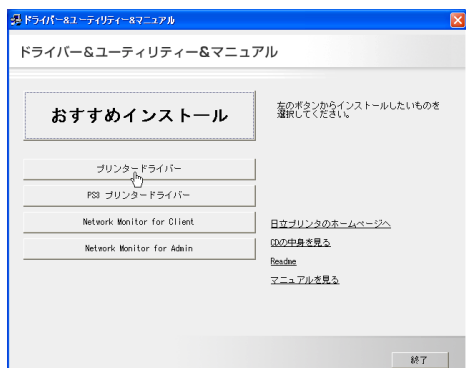 ドライバー&ユーティリティー&マニュアル
ドライバー&ユーティリティー&マニュアル
おすすめインストール
左のボタンからインストールしたいものを
選択してください。
プリンタードライバー
PS3 プリンタードライバー
Network Monitor for Client
Network Monitor for Admin
日立プリンタのホームページへ
CDの中身を見る
Readme
マニュアルを見る
終了